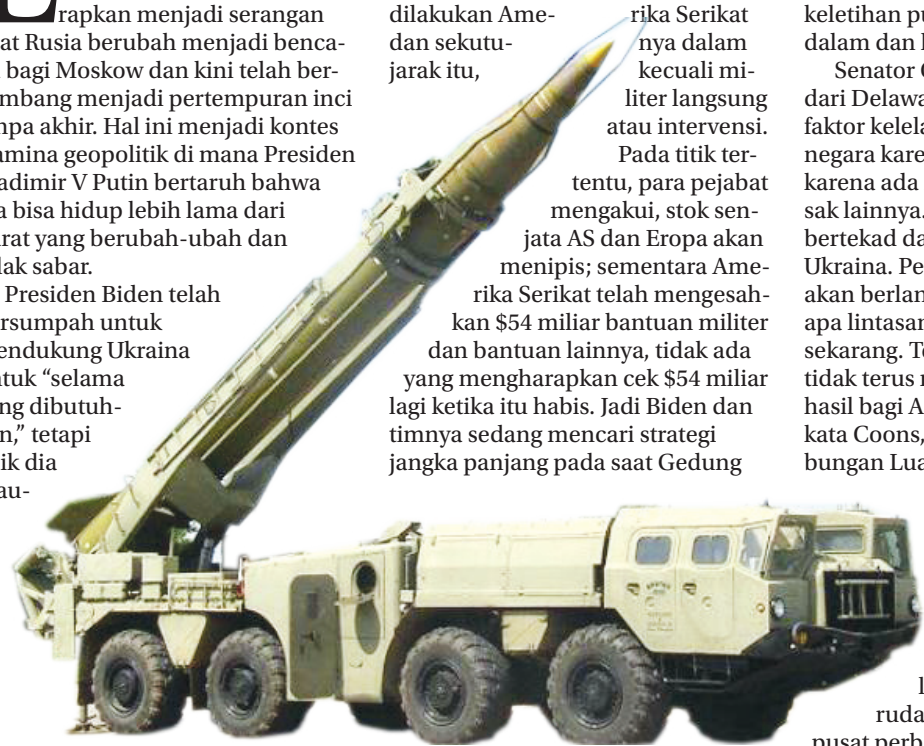 rapkan menjadi serangan
at Rusia berubah menjadi benca-
bagi Moskow dan kini telah ber-
mbang menjadi pertempuran inci
npa akhir. Hal ini menjadi kontes
amina geopolitik di mana Presiden
adimir V Putin bertaruh bahwa
a bisa hidup lebih lama dari
arat yang berubah-ubah dan
lak sabar.
Presiden Biden telah
rsumpah untuk
endukung Ukraina
tuk “selama
ng dibutuh-
n,” tetapi
ik dia
au-
dilakukan Ame- rika Serikat
dan sekutu- nya dalam
jarak itu, kecuali mi-
liter langsung
atau intervensi.
Pada titik ter-
tentu, para pejabat
mengakui, stok sen-
jata AS dan Eropa akan
menipis; sementara Ame-
rika Serikat telah mengesah-
kan $54 miliar bantuan militer
dan bantuan lainnya, tidak ada
yang mengharapkan cek $54 miliar
lagi ketika itu habis. Jadi Biden dan
timnya sedang mencari strategi
jangka panjang pada saat Gedung
keletihan pu
dalam dan l
Senator C
dari Delawa
faktor kelela
negara kare
karena ada
sak lainnya.
bertekad da
Ukraina. Pe
akan berlan
apa lintasan
sekarang. Te
tidak terus m
hasil bagi A
kata Coons,
bungan Lua
l
ruda
pusat perh